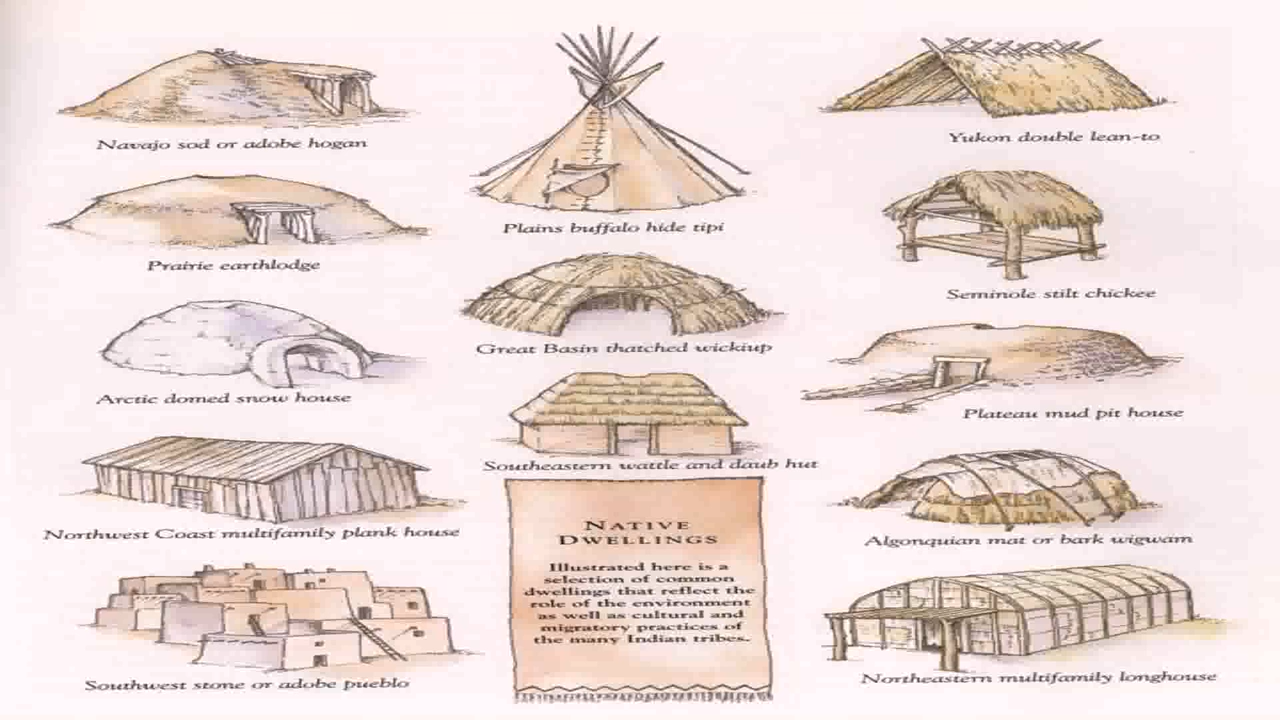 Navajo sod or adobe hogan
Prairie earthlodge
Arctic domed snow house
Northwest Coast multifamily plank house
Southwest stone or adobe pueblo
Plains buffalo hide tipi
Great Basin thatched wickiup
Southeastern wattle and daub hut
NATIVE
DWELLINGS
Illustrated here is a
selection of common
dwellings that reflect the
role of the environment
as well as cultural and
migratory practices of
the many Indian tribes.
Yukon double lean-to
Seminole stilt chickee
Plateau mud pit house
Algonquian mat or bark wigwam
Northeastern multifamily longhouse